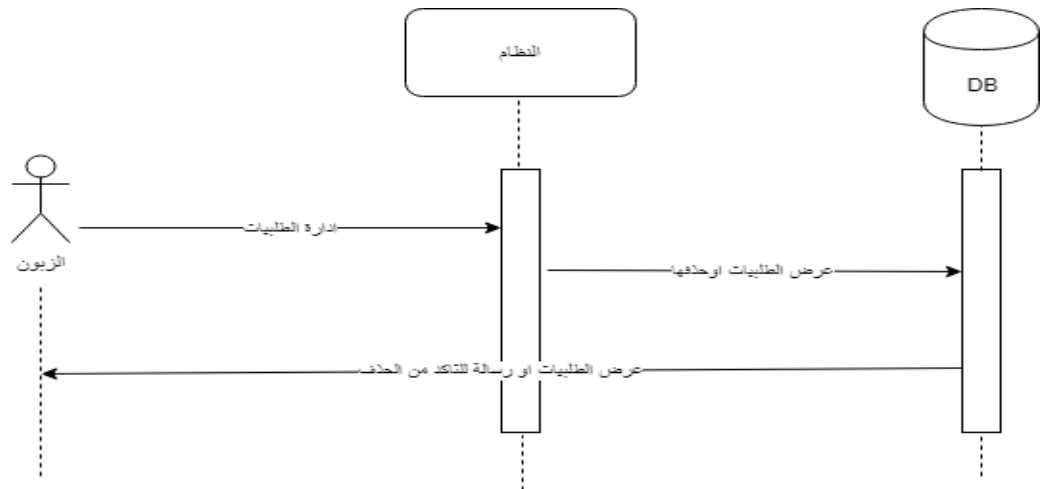 النظام
DB
ادارة الطلبيات
الزبون
عرض الطلبيات اوحذفها
عرض الطلبيات او رسالة للتاكد من الحذف